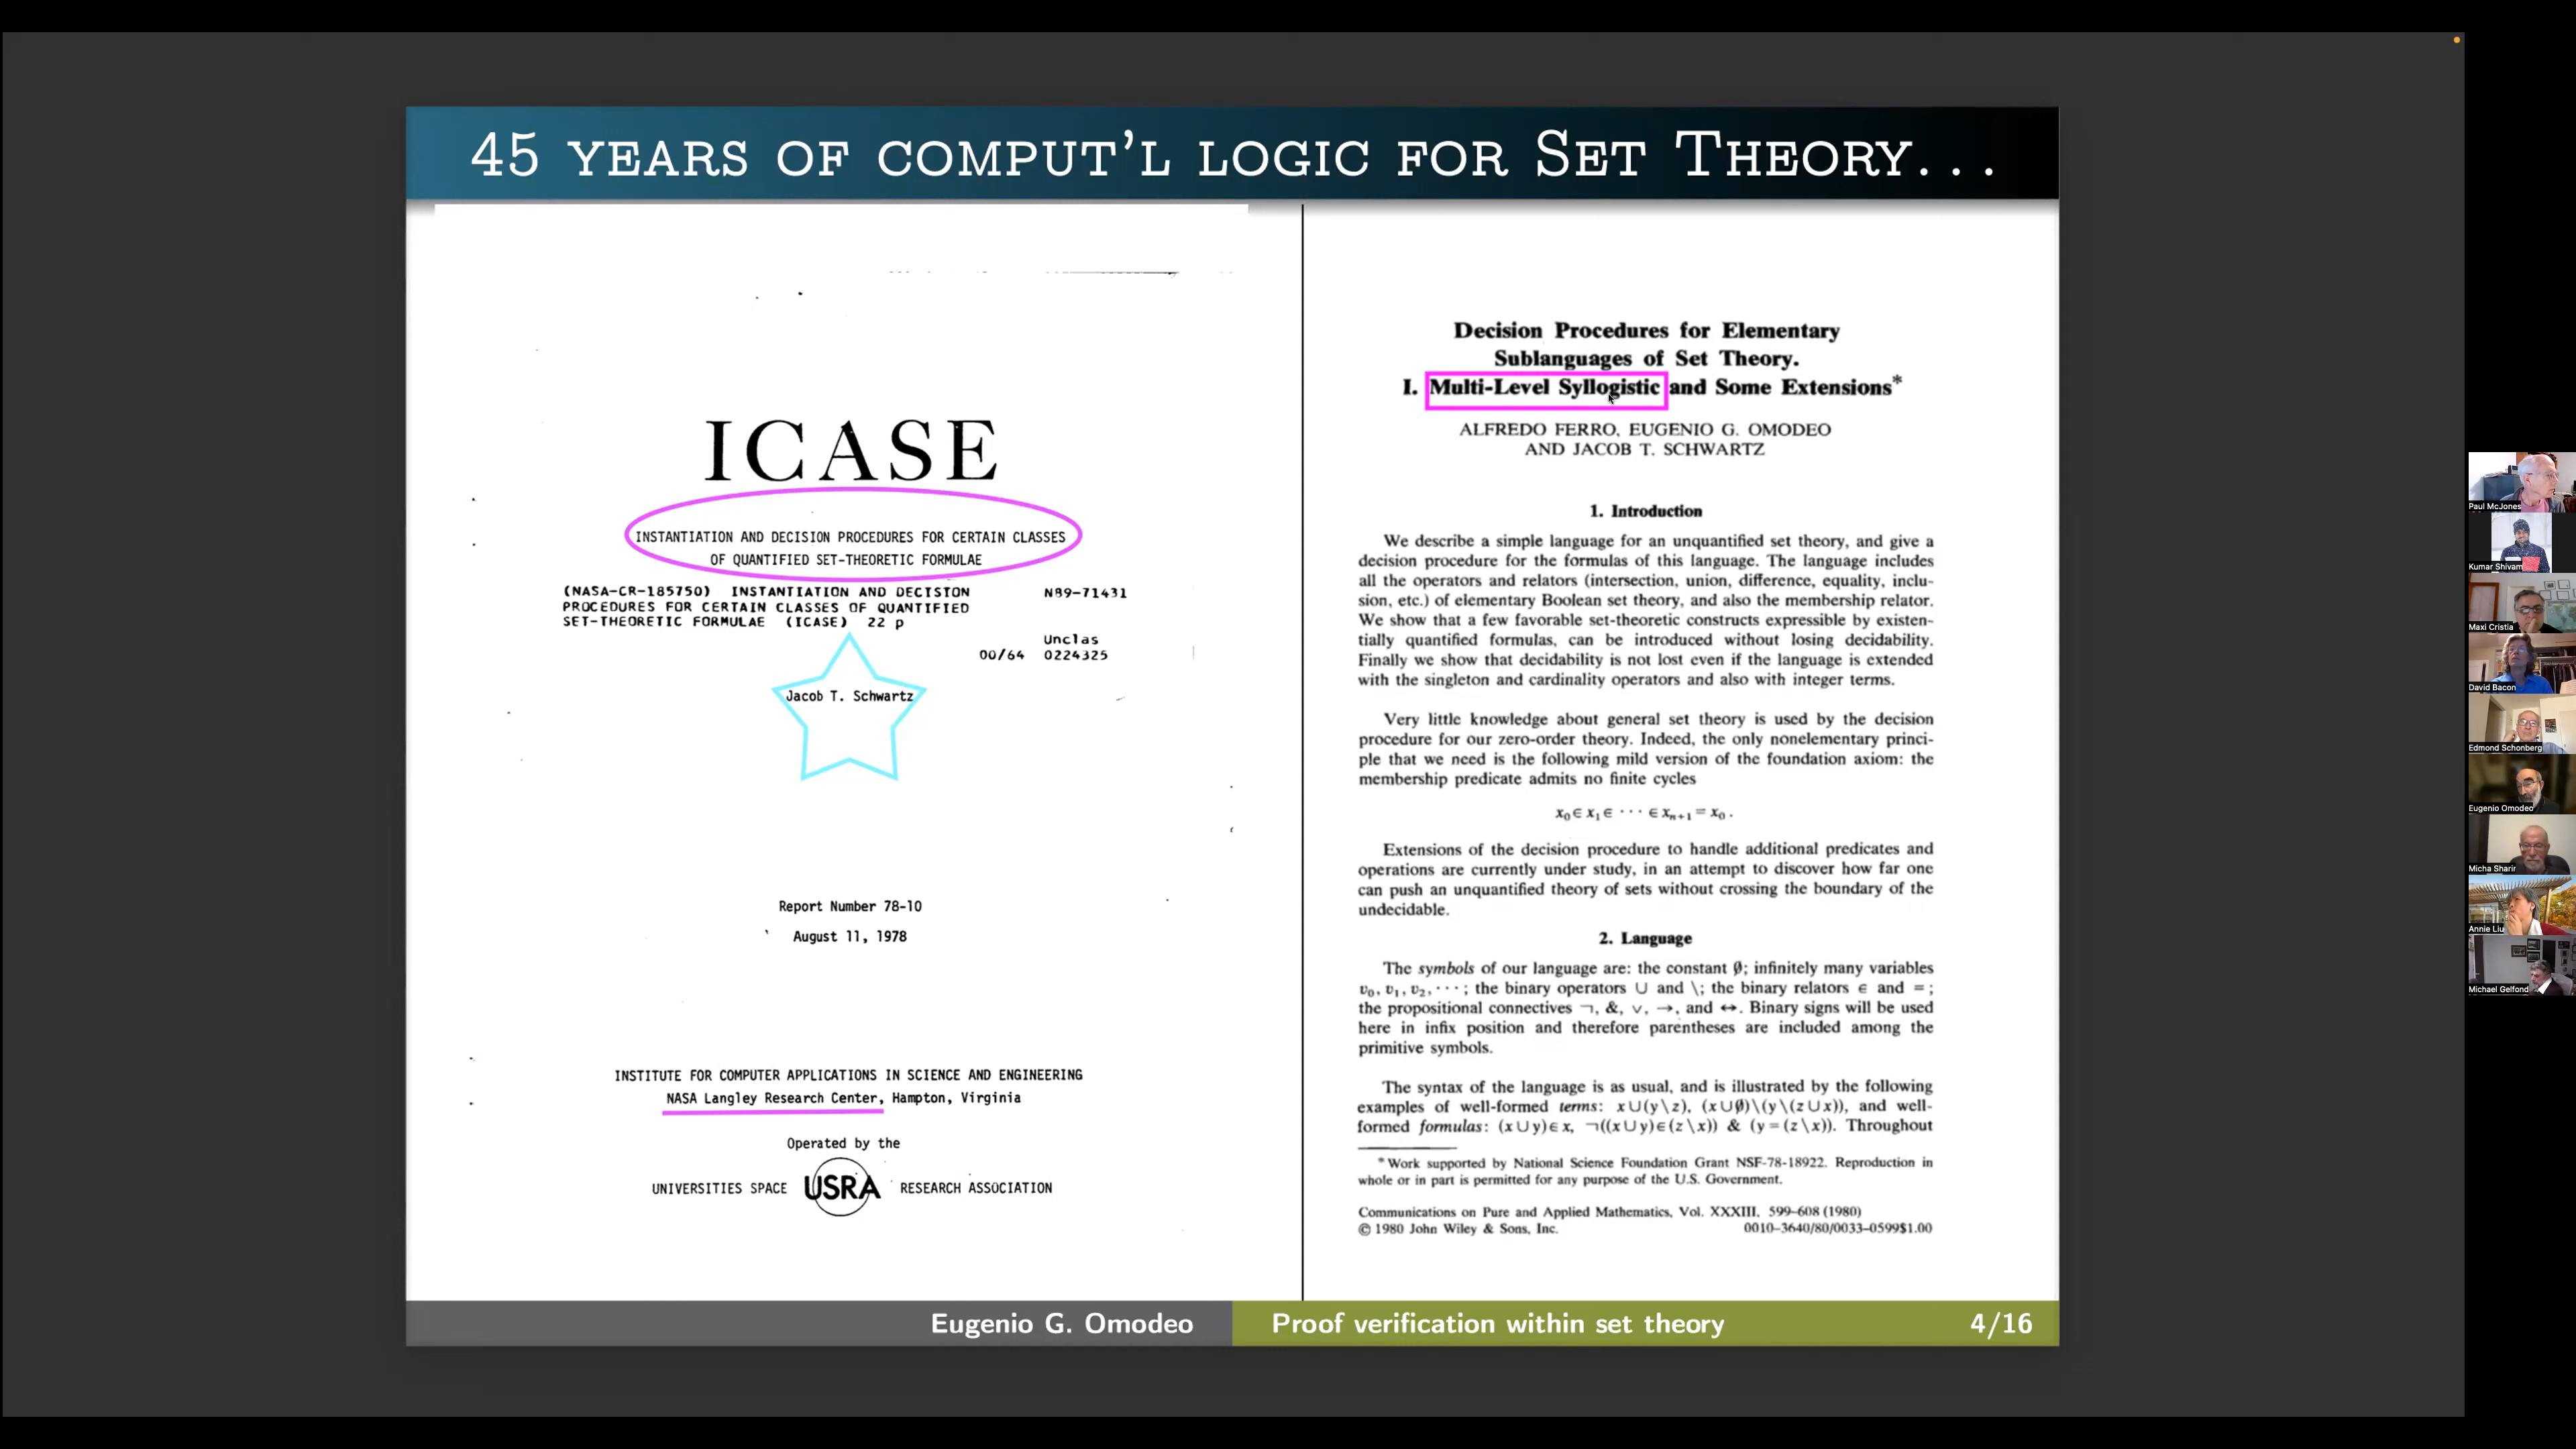 45 YEARS OF COMPUT'L LOGIC FOR SET THEORY...
ICASE
INSTANTIATION AND DECISION PROCEDURES FOR CERTAIN CLASSES
OF QUANTIFIED SET-THEORETIC FORMULAE
(NASA-CR-185750) INSTANTIATION AND DECISION
PROCEDURES FOR CERTAIN CLASSES OF QUANTIFIED
SET-THEORETIC FORMULAE (ICASE) 22 p
N89-71431
Unclas
00/64 0224325
Jacob T. Schwartz
Report Number 78-10
August 11, 1978
INSTITUTE FOR COMPUTER APPLICATIONS IN SCIENCE AND ENGINEERING
NASA Langley Research Center, Hampton, Virginia
Operated by the
UNIVERSITIES SPACE USRA RESEARCH ASSOCIATION
Decision Procedures for Elementary
Sublanguages of Set Theory.
I. Multi-Level Syllogistic and Some Extensions*
ALFREDO FERRO, EUGENIO G. OMODEO
AND JACOB T. SCHWARTZ
1. Introduction
We describe a simple language for an unquantified set theory, and give a
decision procedure for the formulas of this language. The language includes
all the operators and relators (intersection, union, difference, equality, inclu-
sion, etc.) of elementary Boolean set theory, and also the membership relator.
We show that a few favorable set-theoretic constructs expressible by existen-
tially quantified formulas, can be introduced without losing decidability.
Finally we show that decidability is not lost even if the language is extended
with the singleton and cardinality operators and also with integer terms.
Very little knowledge about general set theory is used by the decision
procedure for our zero-order theory. Indeed, the only nonelementary princi-
ple that we need is the following mild version of the foundation axiom: the
membership predicate admits no finite cycles
x₀ ∈ x₁ ∈ ··· ∈ xₙ₊₁ = x₀.
Extensions of the decision procedure to handle additional predicates and
operations are currently under study, in an attempt to discover how far one
can push an unquantified theory of sets without crossing the boundary of the
undecidable.
2. Language
The symbols of our language are: the constant ∅; infinitely many variables
v₀, v₁, v₂, ···; the binary operators ∪ and \; the binary relators ∈ and =;
the propositional connectives ¬, &, ∨, →, and ↔. Binary signs will be used
here in infix position and therefore parentheses are included among the
primitive symbols.
The syntax of the language is as usual, and is illustrated by the following
examples of well-formed terms: x∪(y\z), (x∪∅)\(y\(z∪x)), and well-
formed formulas: (x∪y)∈x, ¬((x∪y)∈(z\x)) & (y=(z\x)). Throughout
*Work supported by National Science Foundation Grant NSF-78-18922. Reproduction in
whole or in part is permitted for any purpose of the U.S. Government.
Communications on Pure and Applied Mathematics, Vol. XXXIII, 599–608 (1980)
© 1980 John Wiley & Sons, Inc. 0010–3640/80/0033–0599$1.00
Eugenio G. Omodeo Proof verification within set theory 4/16
Paul McJones
Kumar Shivam
Maxi Cristia
David Bacon
Edmond Schonberg
Eugenio Omodeo
Micha Sharir
Annie Liu
Michael Gelfond